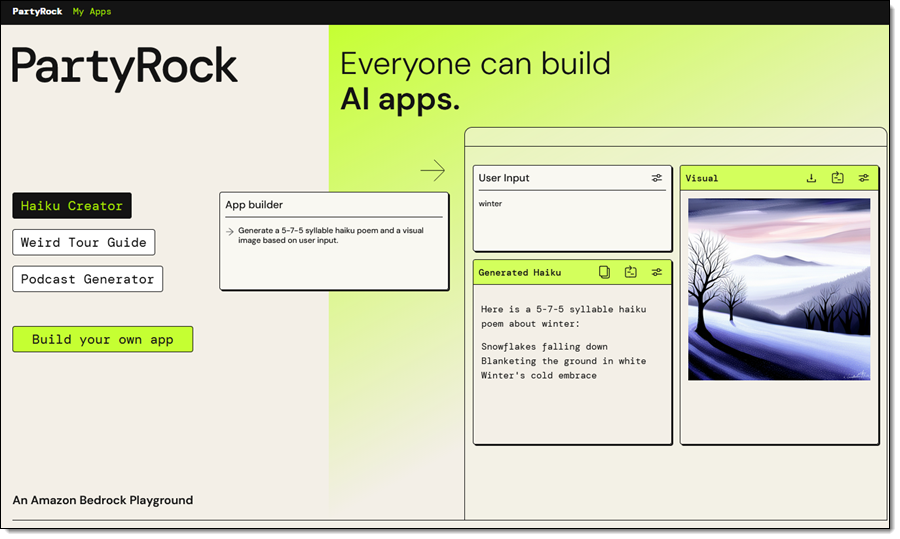 PartyRock My Apps
PartyRock
Everyone can build
AI apps.
Haiku Creator
Weird Tour Guide
Podcast Generator
Build your own app
App builder
Generate a 5-7-5 syllable haiku poem and a visual
image based on user input.
User Input
winter
Generated Haiku
Here is a 5-7-5 syllable haiku
poem about winter:
Snowflakes falling down
Blanketing the ground in white
Winter's cold embrace
Visual
An Amazon Bedrock Playground